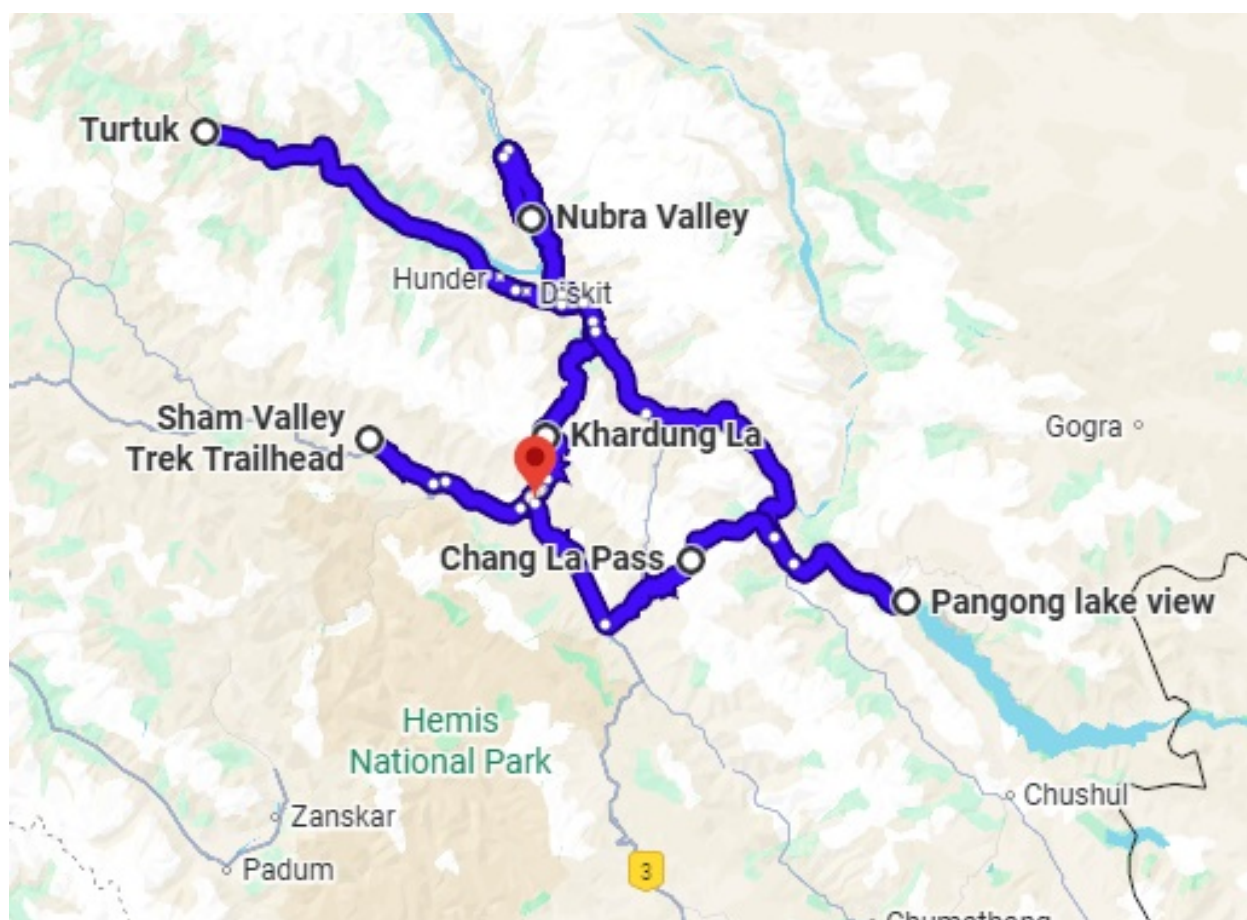 Turtuk
Nubra Valley
Hunder
Diskit
Sham Valley
Trek Trailhead
Khardung La
Gogra
Chang La Pass
Pangong lake view
Hemis
National Park
Chushul
Zanskar
Padum
3
Chumathang